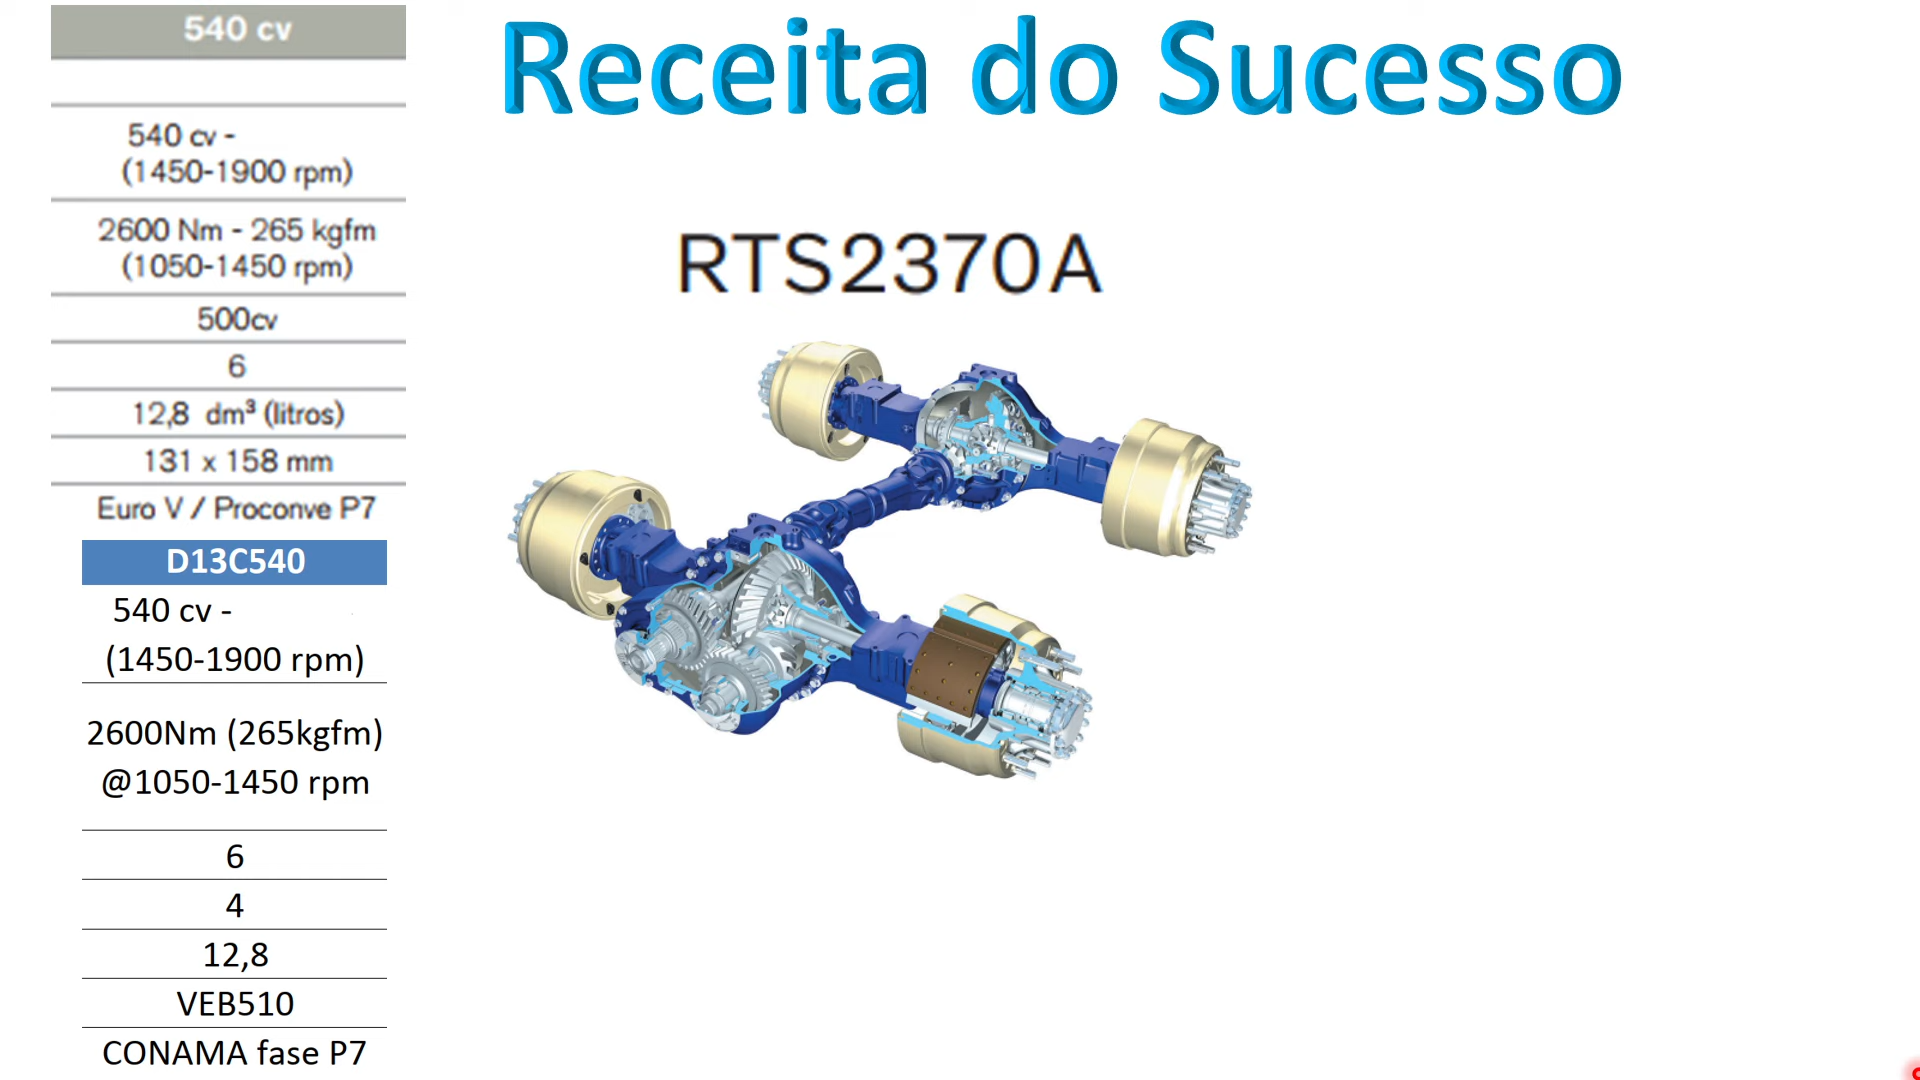 540 cv
540 cv -
(1450-1900 rpm)
2600 Nm - 265 kgfm
(1050-1450 rpm)
500cv
6
12,8 dm³ (litros)
131 x 158 mm
Euro V / Proconve P7
D13C540
540 cv -
(1450-1900 rpm)
2600Nm (265kgfm)
@1050-1450 rpm
6
4
12,8
VEB510
CONAMA fase P7
Receita do Sucesso
RTS2370A